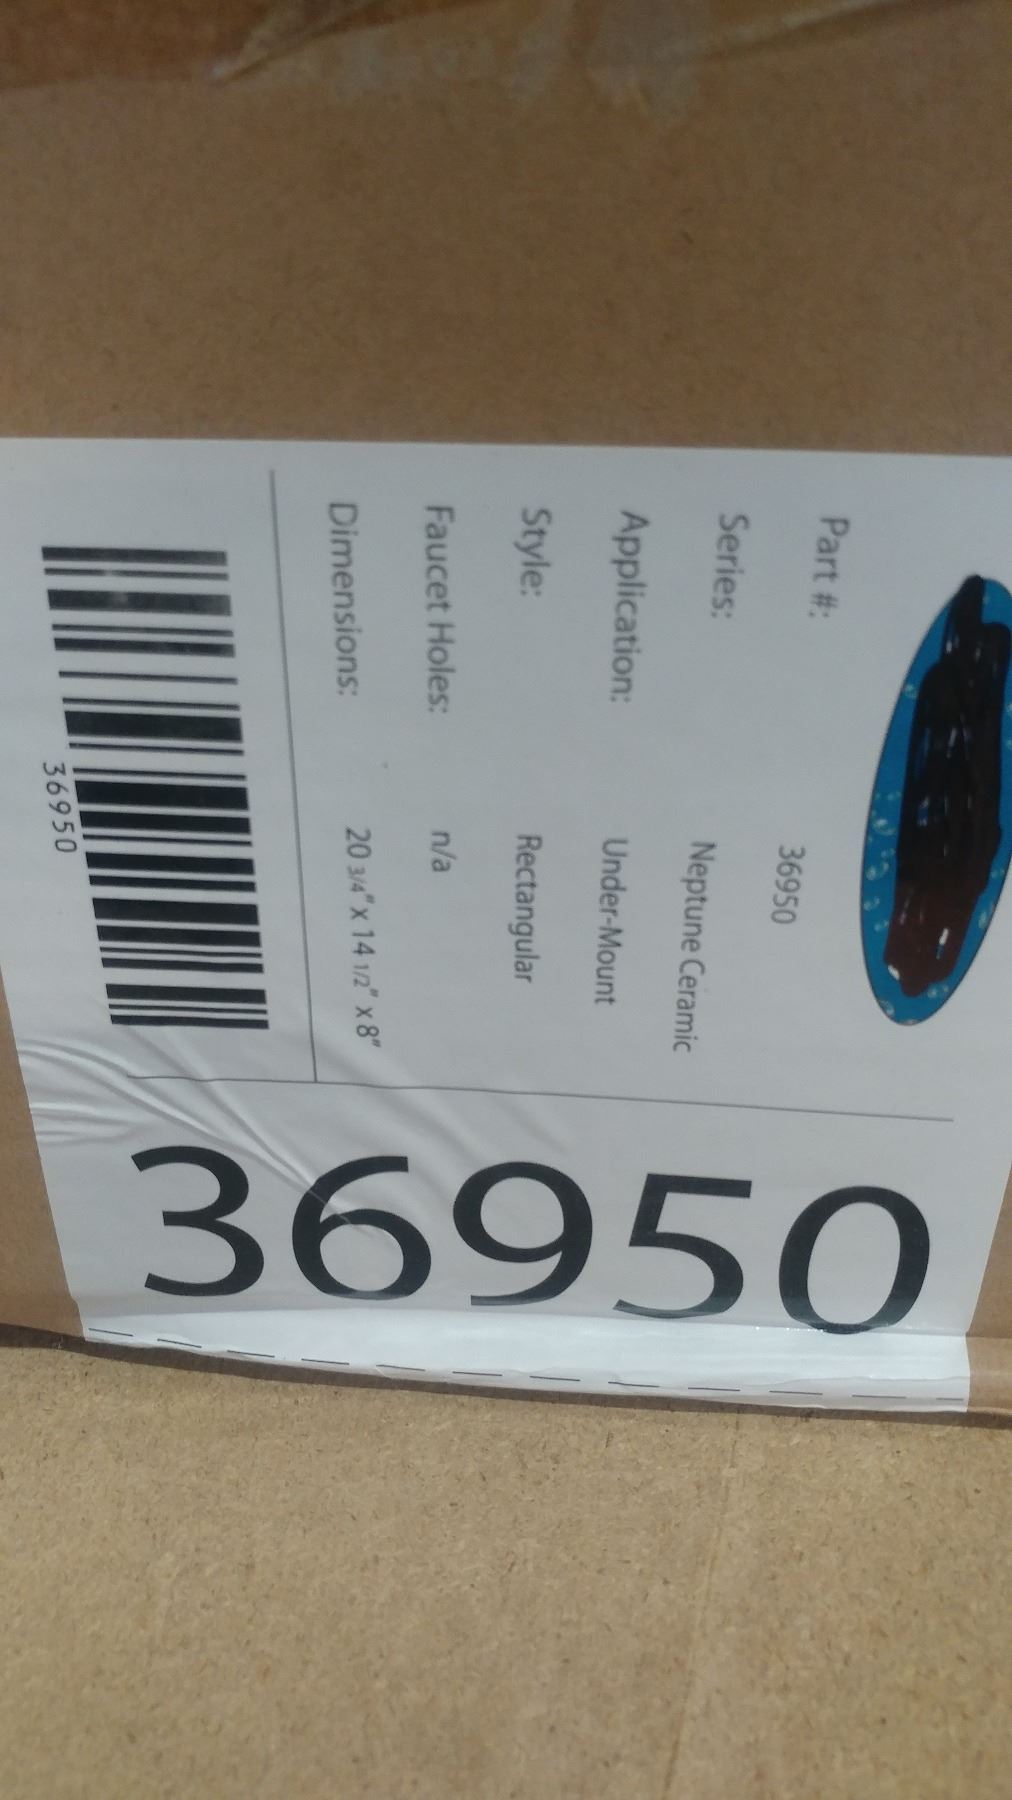 Part #: 36950
Series: Neptune Ceramic
Application: Under-Mount
Style: Rectangular
Faucet Holes: n/a
Dimensions: 20 3/4" x 14 1/2" x 8"
36950
36950